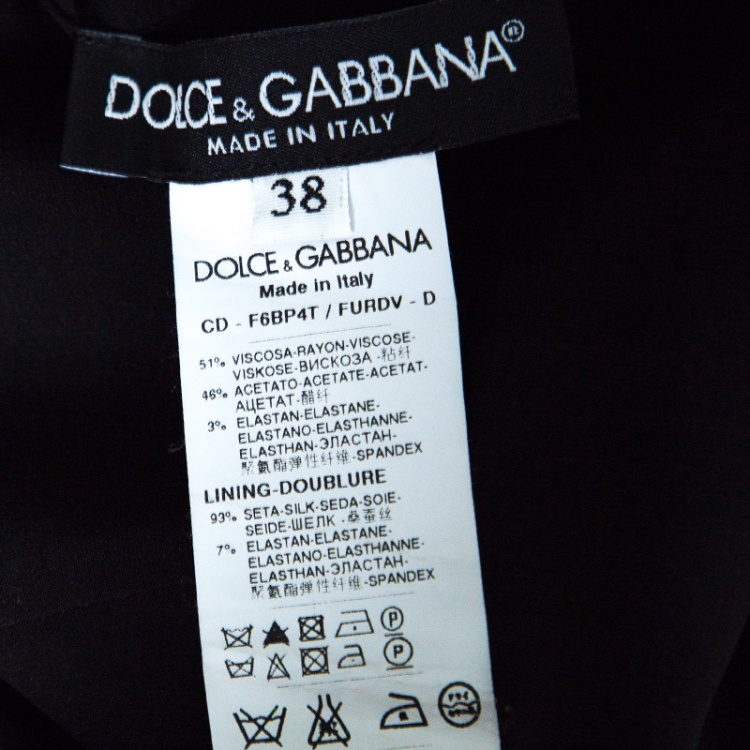 DOLCE & GABBANA
MADE IN ITALY
38
DOLCE & GABBANA
Made in Italy
CD - F6BP4T / FURDV - D
51% VISCOSA-RAYON-VISCOSE-
VISKOSE-ВИСКОЗА -粘纤
46% ACETATO-ACETATE-ACETAT-
АЦЕТАТ-醋纤
3% ELASTAN-ELASTANE-
ELASTANO-ELASTHANNE-
ELASTHAN-ЭЛАСТАН-
聚氨酯弹性纤维-SPANDEX
LINING-DOUBLURE
93% SETA-SILK-SEDA-SOIE-
SEIDE-ШЕЛК -桑蚕丝
7% ELASTAN-ELASTANE-
ELASTANO-ELASTHANNE-
ELASTHAN-ЭЛАСТАН-
聚氨酯弹性纤维-SPANDEX
P
P
ドライ